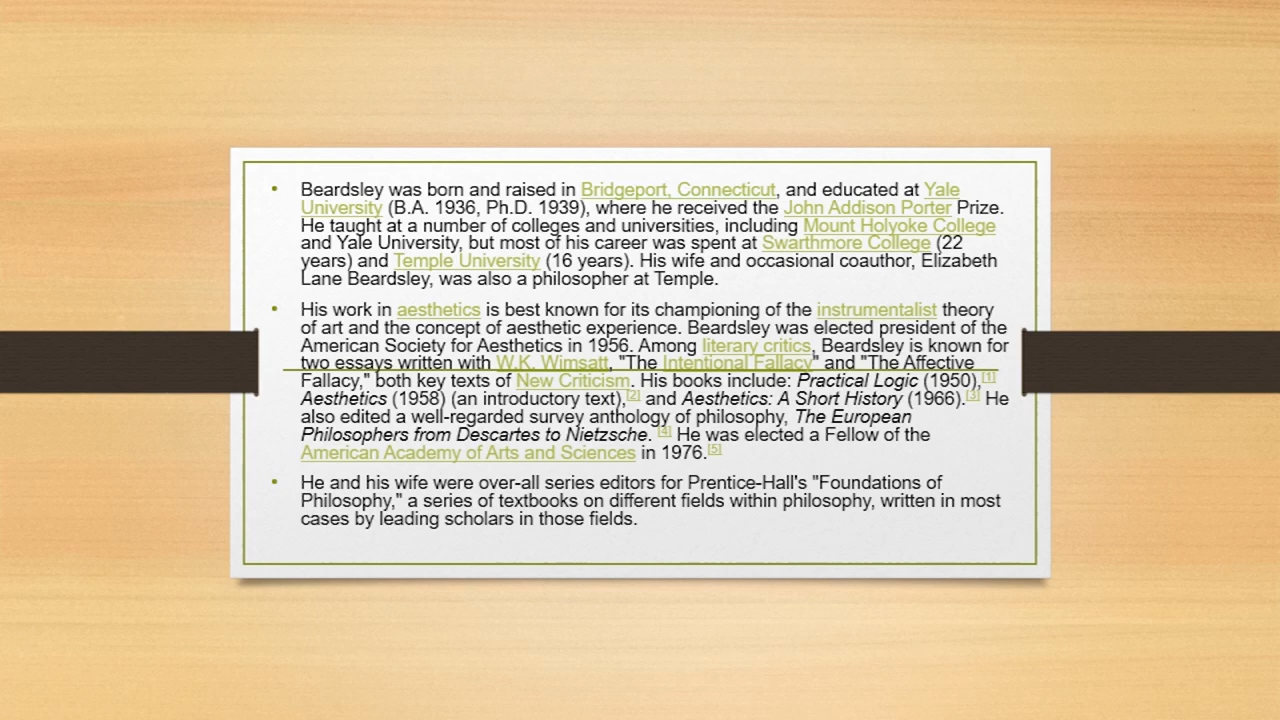 • Beardsley was born and raised in Bridgeport, Connecticut, and educated at Yale
University (B.A. 1936, Ph.D. 1939), where he received the John Addison Porter Prize.
He taught at a number of colleges and universities, including Mount Holyoke College
and Yale University, but most of his career was spent at Swarthmore College (22
years) and Temple University (16 years). His wife and occasional coauthor, Elizabeth
Lane Beardsley, was also a philosopher at Temple.
• His work in aesthetics is best known for its championing of the instrumentalist theory
of art and the concept of aesthetic experience. Beardsley was elected president of the
American Society for Aesthetics in 1956. Among literary critics, Beardsley is known for
two essays written with W.K. Wimsatt, "The Intentional Fallacy" and "The Affective
Fallacy," both key texts of New Criticism. His books include: Practical Logic (1950),[1]
Aesthetics (1958) (an introductory text),[2] and Aesthetics: A Short History (1966).[3] He
also edited a well-regarded survey anthology of philosophy, The European
Philosophers from Descartes to Nietzsche. [4] He was elected a Fellow of the
American Academy of Arts and Sciences in 1976.[5]
• He and his wife were over-all series editors for Prentice-Hall's "Foundations of
Philosophy," a series of textbooks on different fields within philosophy, written in most
cases by leading scholars in those fields.